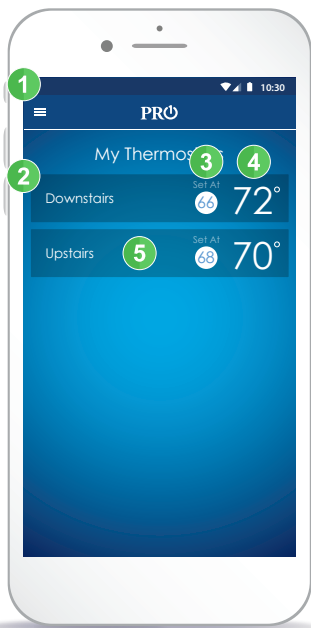 1
10:30
PRO
My Thermos
2
3
4
Downstairs
Set At
66
72°
Upstairs
5
Set At
68
70°